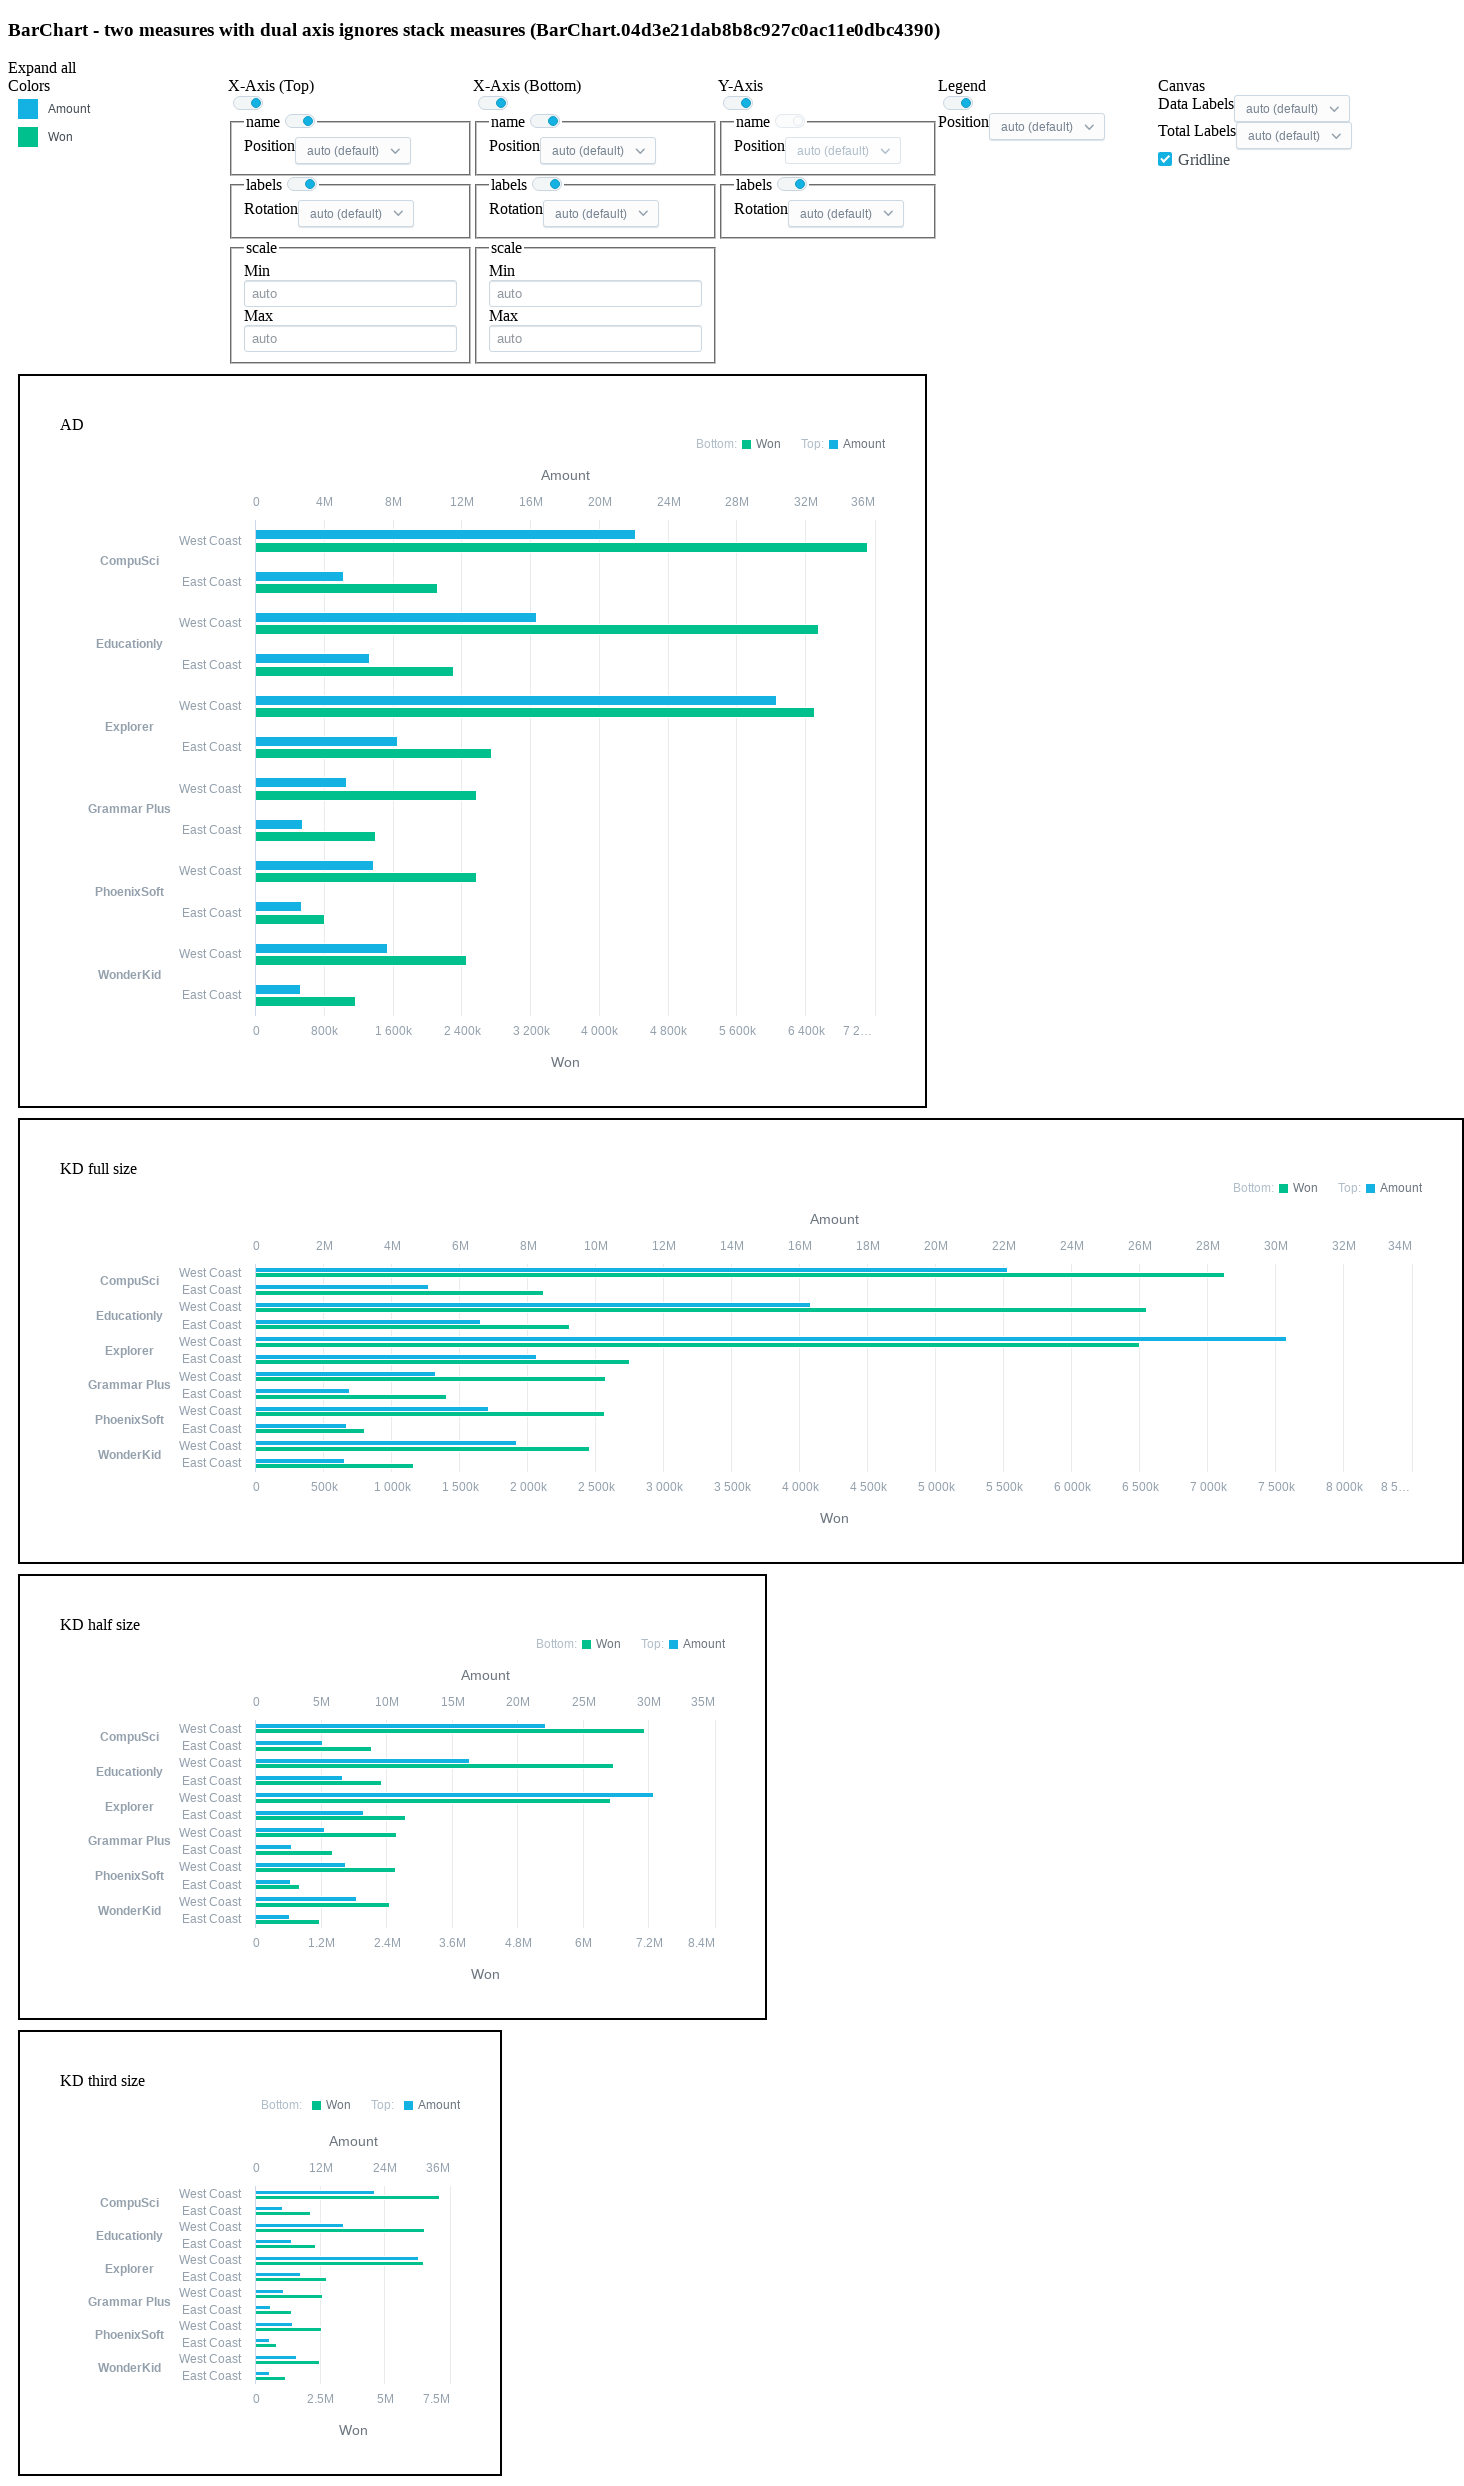 BarChart - two measures with dual axis ignores stack measures (BarChart.04d3e21dab8b8c927c0ac11e0dbc4390)
Expand all
Colors
Amount
Won
X-Axis (Top)
name
Position auto (default)
labels
Rotation auto (default)
scale
Min
auto
Max
auto
X-Axis (Bottom)
name
Position auto (default)
labels
Rotation auto (default)
scale
Min
auto
Max
auto
Y-Axis
name
Position auto (default)
labels
Rotation auto (default)
Legend
Position auto (default)
Canvas
Data Labels auto (default)
Total Labels auto (default)
Gridline
AD
Bottom: Won Top: Amount
Amount
0 4M 8M 12M 16M 20M 24M 28M 32M 36M
CompuSci
West Coast
East Coast
Educationly
West Coast
East Coast
Explorer
West Coast
East Coast
Grammar Plus
West Coast
East Coast
PhoenixSoft
West Coast
East Coast
WonderKid
West Coast
East Coast
0 800k 1 600k 2 400k 3 200k 4 000k 4 800k 5 600k 6 400k 7 2…
Won
KD full size
Bottom: Won Top: Amount
Amount
0 2M 4M 6M 8M 10M 12M 14M 16M 18M 20M 22M 24M 26M 28M 30M 32M 34M
CompuSci
West Coast
East Coast
Educationly
West Coast
East Coast
Explorer
West Coast
East Coast
Grammar Plus
West Coast
East Coast
PhoenixSoft
West Coast
East Coast
WonderKid
West Coast
East Coast
0 500k 1 000k 1 500k 2 000k 2 500k 3 000k 3 500k 4 000k 4 500k 5 000k 5 500k 6 000k 6 500k 7 000k 7 500k 8 000k 8 5…
Won
KD half size
Bottom: Won Top: Amount
Amount
0 5M 10M 15M 20M 25M 30M 35M
CompuSci
West Coast
East Coast
Educationly
West Coast
East Coast
Explorer
West Coast
East Coast
Grammar Plus
West Coast
East Coast
PhoenixSoft
West Coast
East Coast
WonderKid
West Coast
East Coast
0 1.2M 2.4M 3.6M 4.8M 6M 7.2M 8.4M
Won
KD third size
Bottom: Won Top: Amount
Amount
0 12M 24M 36M
CompuSci
West Coast
East Coast
Educationly
West Coast
East Coast
Explorer
West Coast
East Coast
Grammar Plus
West Coast
East Coast
PhoenixSoft
West Coast
East Coast
WonderKid
West Coast
East Coast
0 2.5M 5M 7.5M
Won